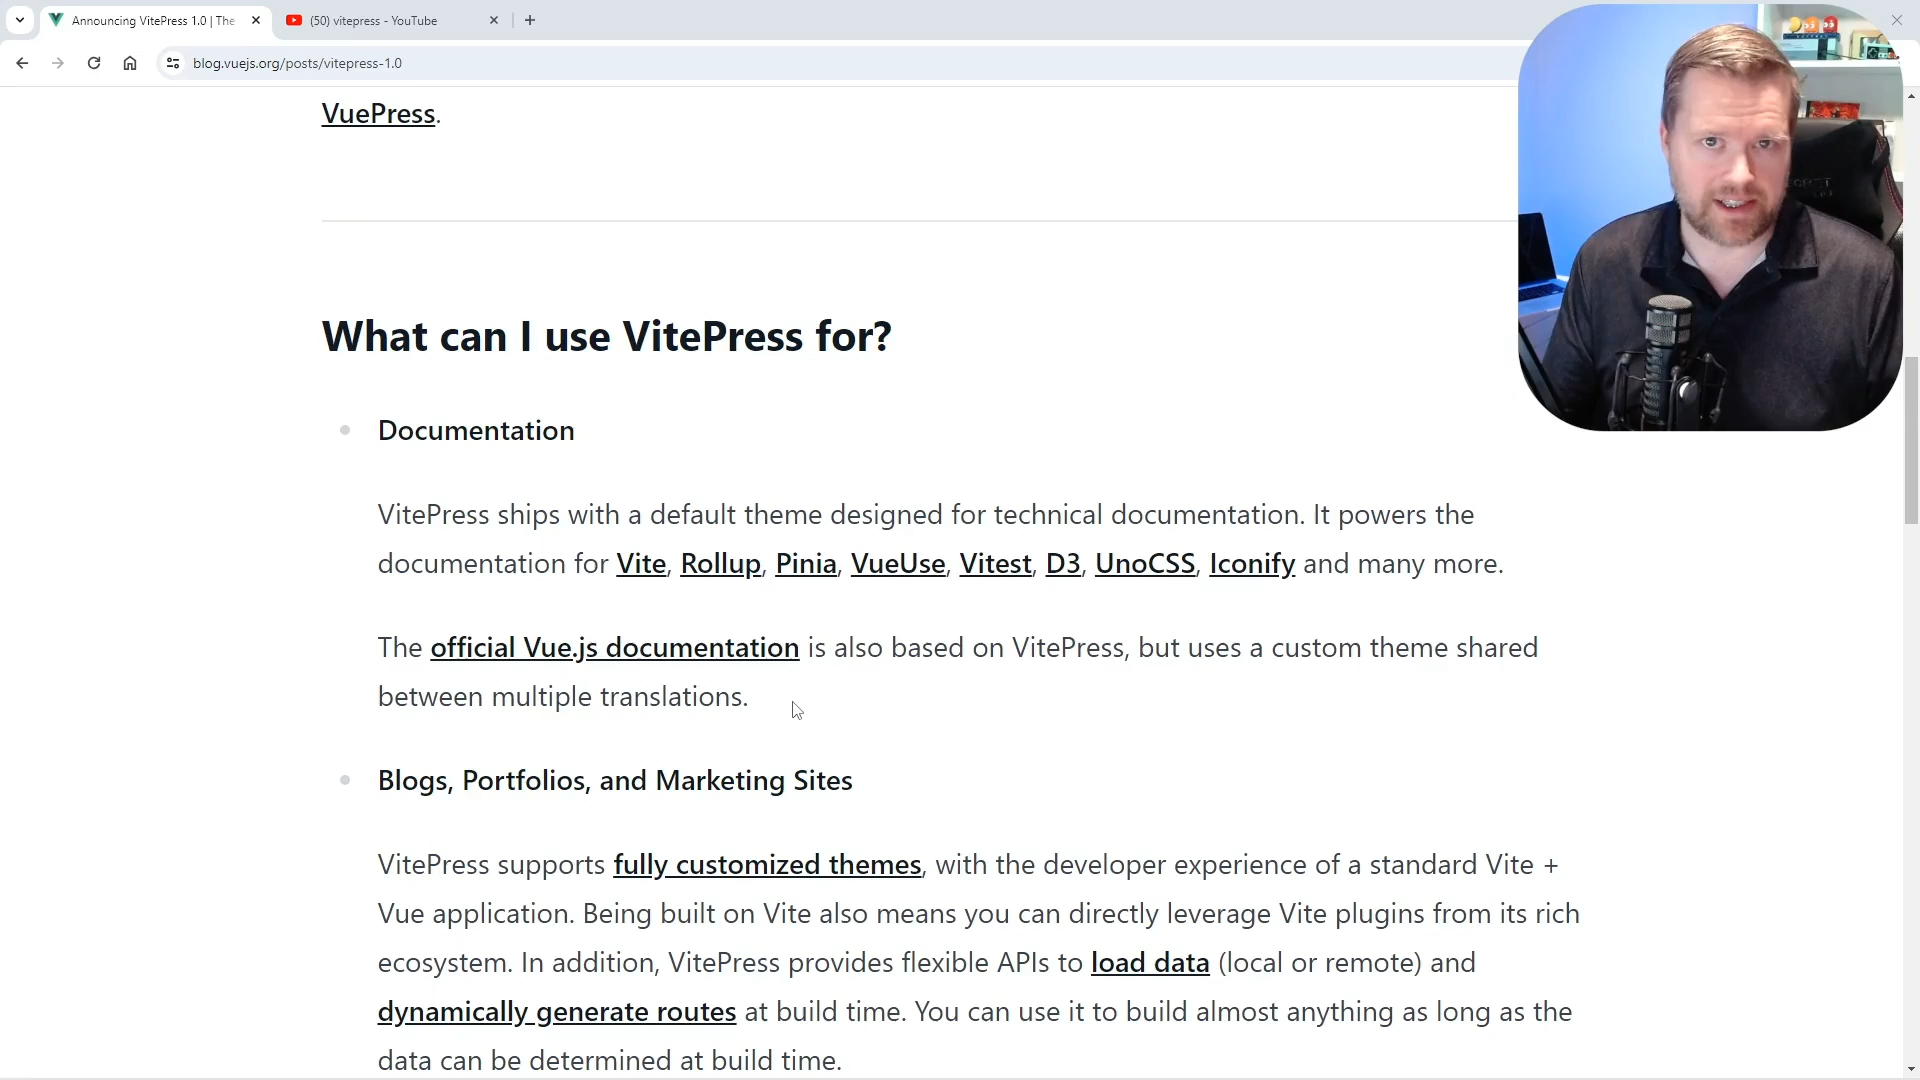 Announcing VitePress 1.0 | The
(50) vitepress - YouTube
blog.vuejs.org/posts/vitepress-1.0
VuePress.
What can I use VitePress for?
Documentation
VitePress ships with a default theme designed for technical documentation. It powers the
documentation for Vite, Rollup, Pinia, VueUse, Vitest, D3, UnoCSS, Iconify and many more.
The official Vue.js documentation is also based on VitePress, but uses a custom theme shared
between multiple translations.
Blogs, Portfolios, and Marketing Sites
VitePress supports fully customized themes, with the developer experience of a standard Vite +
Vue application. Being built on Vite also means you can directly leverage Vite plugins from its rich
ecosystem. In addition, VitePress provides flexible APIs to load data (local or remote) and
dynamically generate routes at build time. You can use it to build almost anything as long as the
data can be determined at build time.